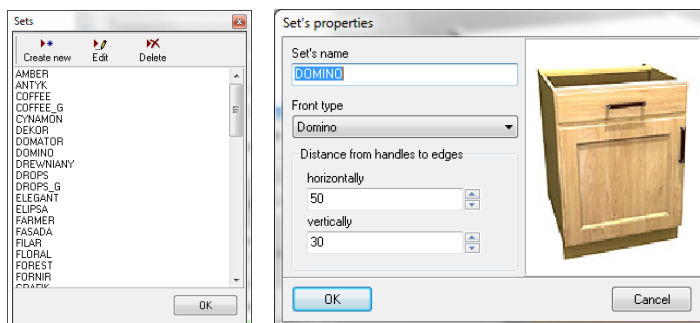 Sets
Create new Edit Delete
AMBER
ANTYK
COFFEE
COFFEE_G
CYNAMON
DEKOR
DOMATOR
DOMINO
DREWNIANY
DROPS
DROPS_G
ELEGANT
ELIPSA
FARMER
FASADA
FILAR
FLORAL
FOREST
FORNIR
GRAFIK
OK
Set's properties
Set's name
DOMINO
Front type
Domino
Distance from handles to edges
horizontally
50
vertically
30
OK Cancel